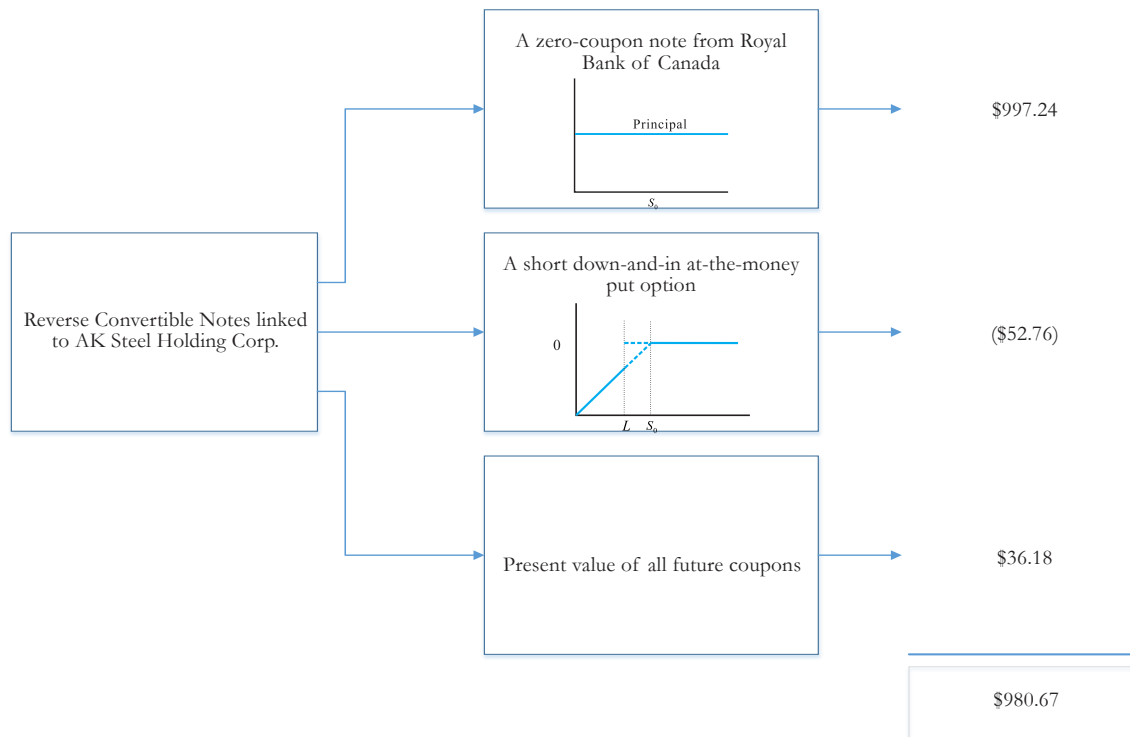 A zero-coupon note from Royal
Bank of Canada
Principal
S₀
$997.24
Reverse Convertible Notes linked
to AK Steel Holding Corp.
A short down-and-in at-the-money
put option
0
L S₀
($52.76)
Present value of all future coupons
$36.18
$980.67